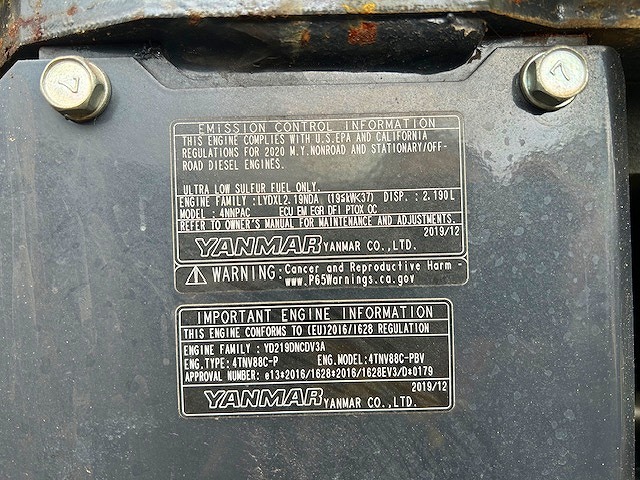 7
7
EMISSION CONTROL INFORMATION
THIS ENGINE COMPLIES WITH U.S.EPA AND CALIFORNIA
REGULATIONS FOR 2020 M.Y.NONROAD AND STATIONARY/OFF-
ROAD DIESEL ENGINES.
ULTRA LOW SULFUR FUEL ONLY.
ENGINE FAMILY :LYDXL2.19NDA (19≤kW<37) DISP. : 2.190L
MODEL : 4NNPAC ECU EM EGR DFI PTOX OC
REFER TO OWNER'S MANUAL FOR MAINTENANCE AND ADJUSTMENTS.
2019/12
YANMAR YANMAR CO.,LTD.
WARNING:Cancer and Reproductive Harm -
www.P65Warnings.ca.gov
IMPORTANT ENGINE INFORMATION
THIS ENGINE CONFORMS TO (EU)2016/1628 REGULATION
ENGINE FAMILY : YD219DNCDV3A
ENG.TYPE:4TNV88C-P ENG.MODEL:4TNV88C-PBV
APPROVAL NUMBER: e13*2016/1628*2016/1628EV3/D*0179
2019/12
YANMAR YANMAR CO.,LTD.